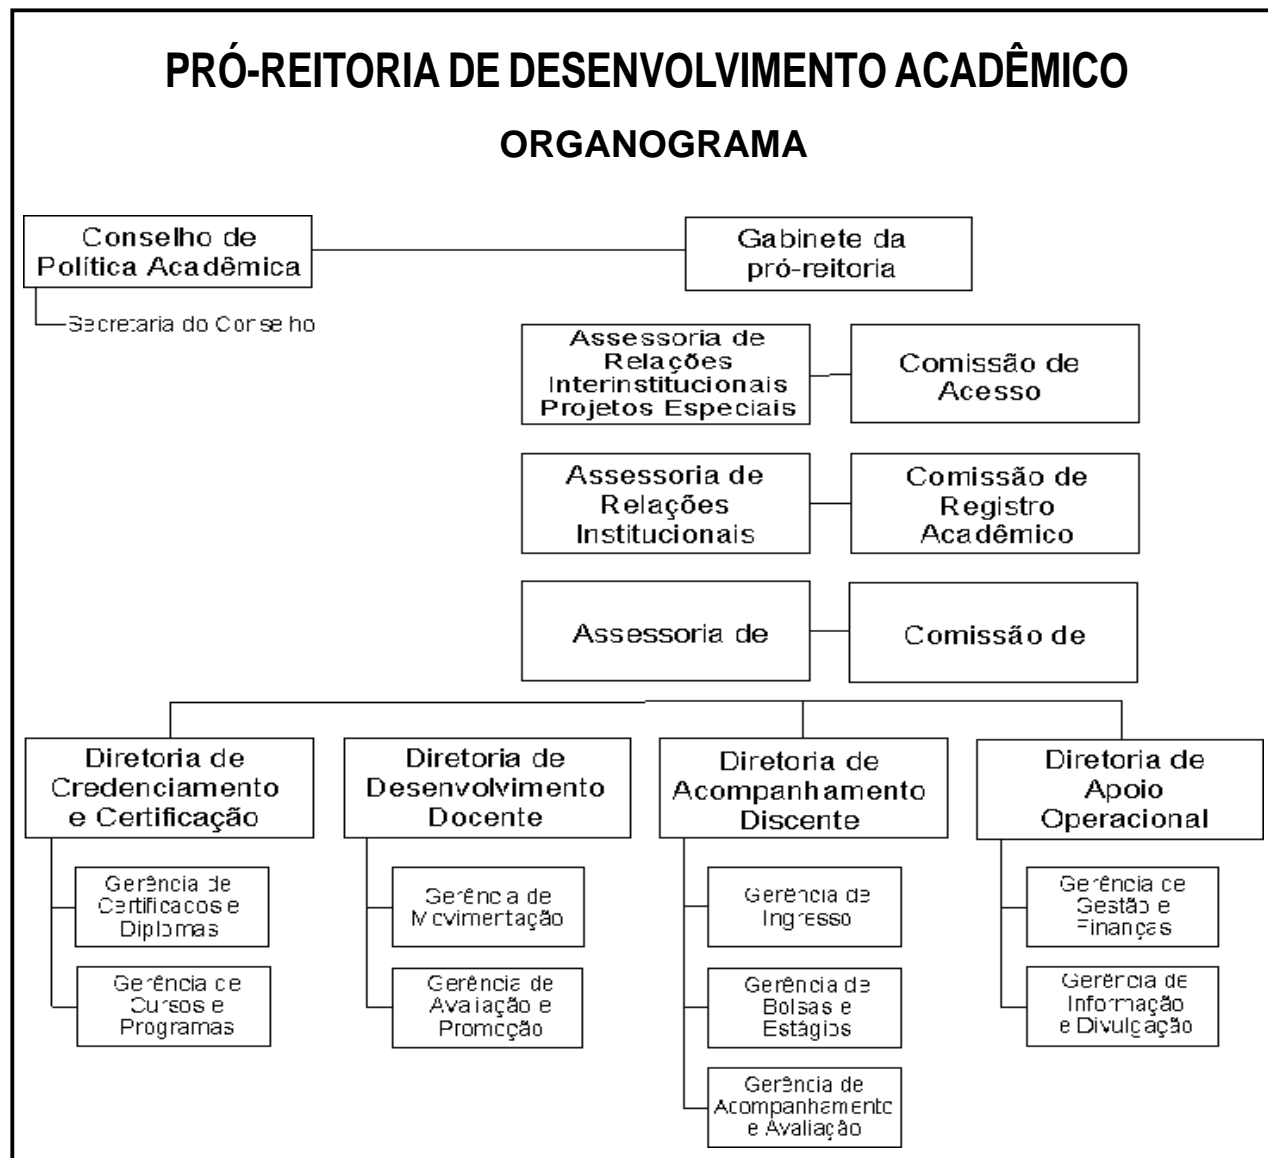 PRÓ-REITORIA DE DESENVOLVIMENTO ACADÊMICO
ORGANOGRAMA
Conselho de
Política Acadêmica
Gabinete da
pró-reitoria
Secretaria do Conselho
Assessoria de
Relações
Interinstitucionais
Projetos Especiais
Comissão de
Acesso
Assessoria de
Relações
Institucionais
Comissão de
Registro
Acadêmico
Assessoria de
Comissão de
Diretoria de
Credenciamento
e Certificação
Diretoria de
Desenvolvimento
Docente
Diretoria de
Acompanhamento
Discente
Diretoria de
Apoio
Operacional
Gerência de
Certificados e
Diplomas
Gerência de
Movimentação
Gerência de
Ingresso
Gerência de
Gestão e
Finanças
Gerência de
Cursos e
Programas
Gerência de
Avaliação e
Promoção
Gerência de
Bolsas e
Estágios
Gerência de
Informação
e Divulgação
Gerência de
Acompanhamento
e Avaliação